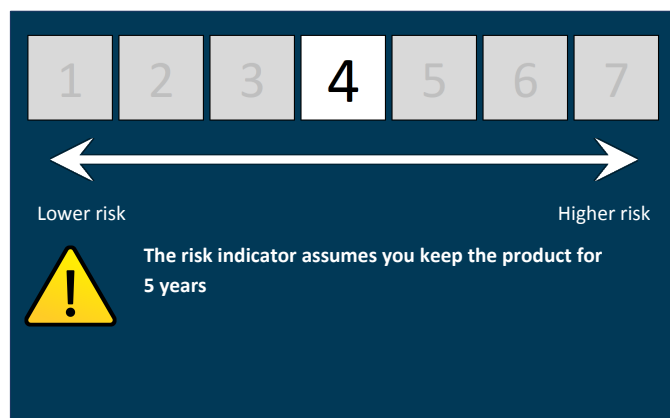 1 2 3 4 5 6 7
Lower risk Higher risk
The risk indicator assumes you keep the product for
5 years